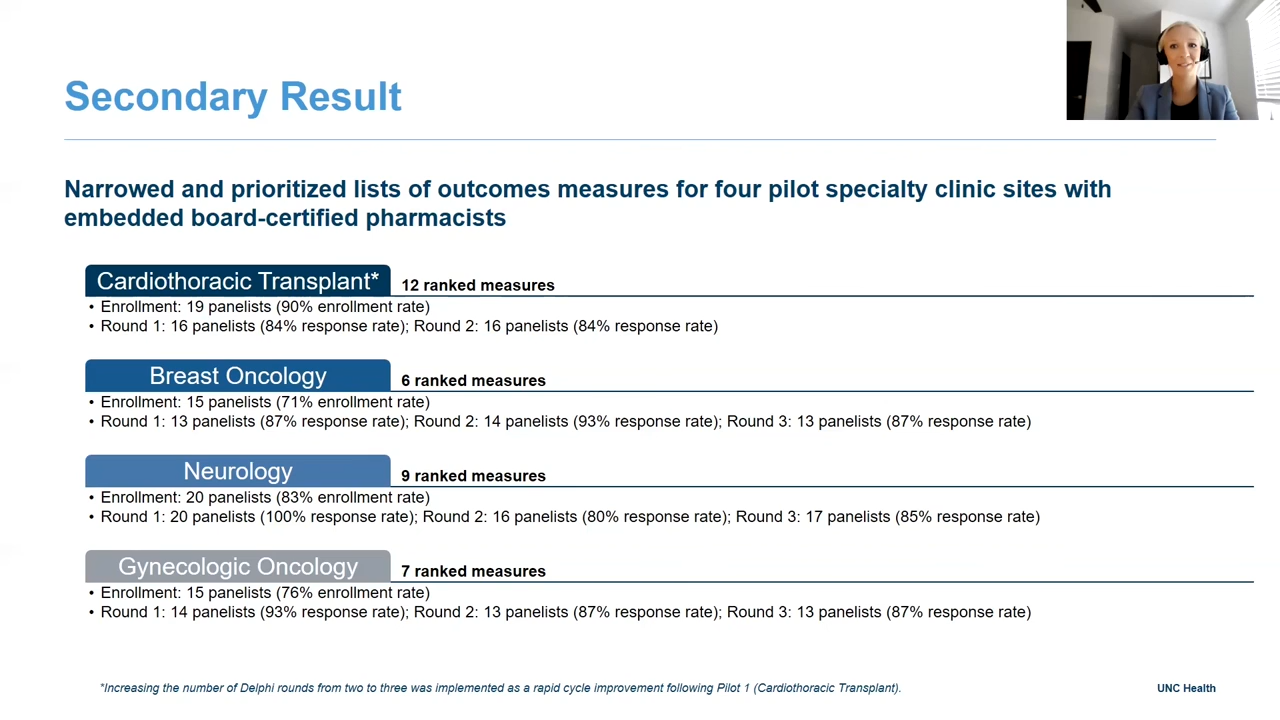 Secondary Result
Narrowed and prioritized lists of outcomes measures for four pilot specialty clinic sites with
embedded board-certified pharmacists
Cardiothoracic Transplant*
12 ranked measures
• Enrollment: 19 panelists (90% enrollment rate)
• Round 1: 16 panelists (84% response rate); Round 2: 16 panelists (84% response rate)
Breast Oncology
6 ranked measures
• Enrollment: 15 panelists (71% enrollment rate)
• Round 1: 13 panelists (87% response rate); Round 2: 14 panelists (93% response rate); Round 3: 13 panelists (87% response rate)
Neurology
9 ranked measures
• Enrollment: 20 panelists (83% enrollment rate)
• Round 1: 20 panelists (100% response rate); Round 2: 16 panelists (80% response rate); Round 3: 17 panelists (85% response rate)
Gynecologic Oncology
7 ranked measures
• Enrollment: 15 panelists (76% enrollment rate)
• Round 1: 14 panelists (93% response rate); Round 2: 13 panelists (87% response rate); Round 3: 13 panelists (87% response rate)
*Increasing the number of Delphi rounds from two to three was implemented as a rapid cycle improvement following Pilot 1 (Cardiothoracic Transplant).
UNC Health